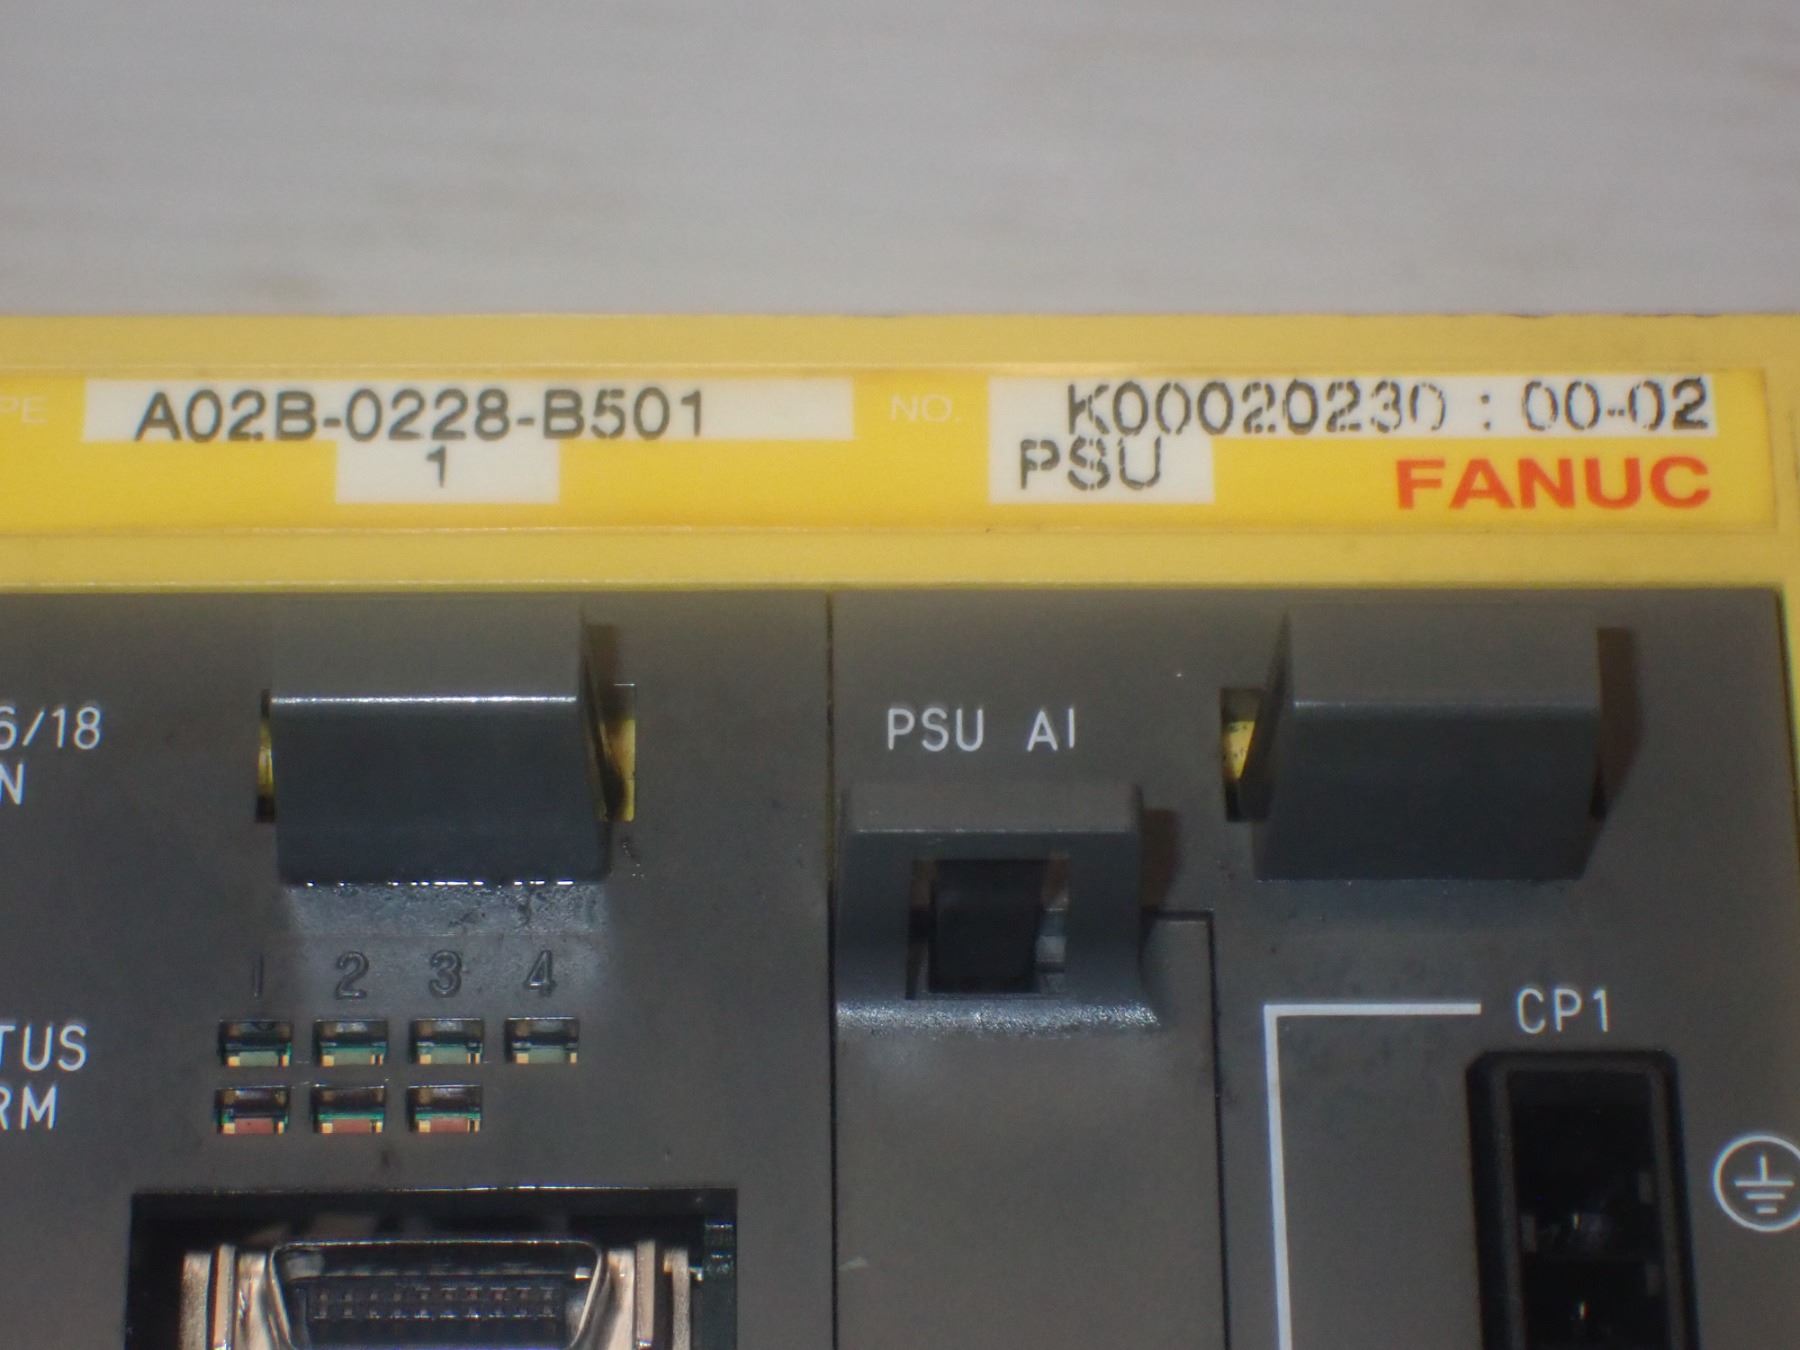 PE A02B-0228-B501 NO. K00020230 : 00-02
1 PSU FANUC
6/18
N
PSU AI
1 2 3 4
TUS
RM
CP1